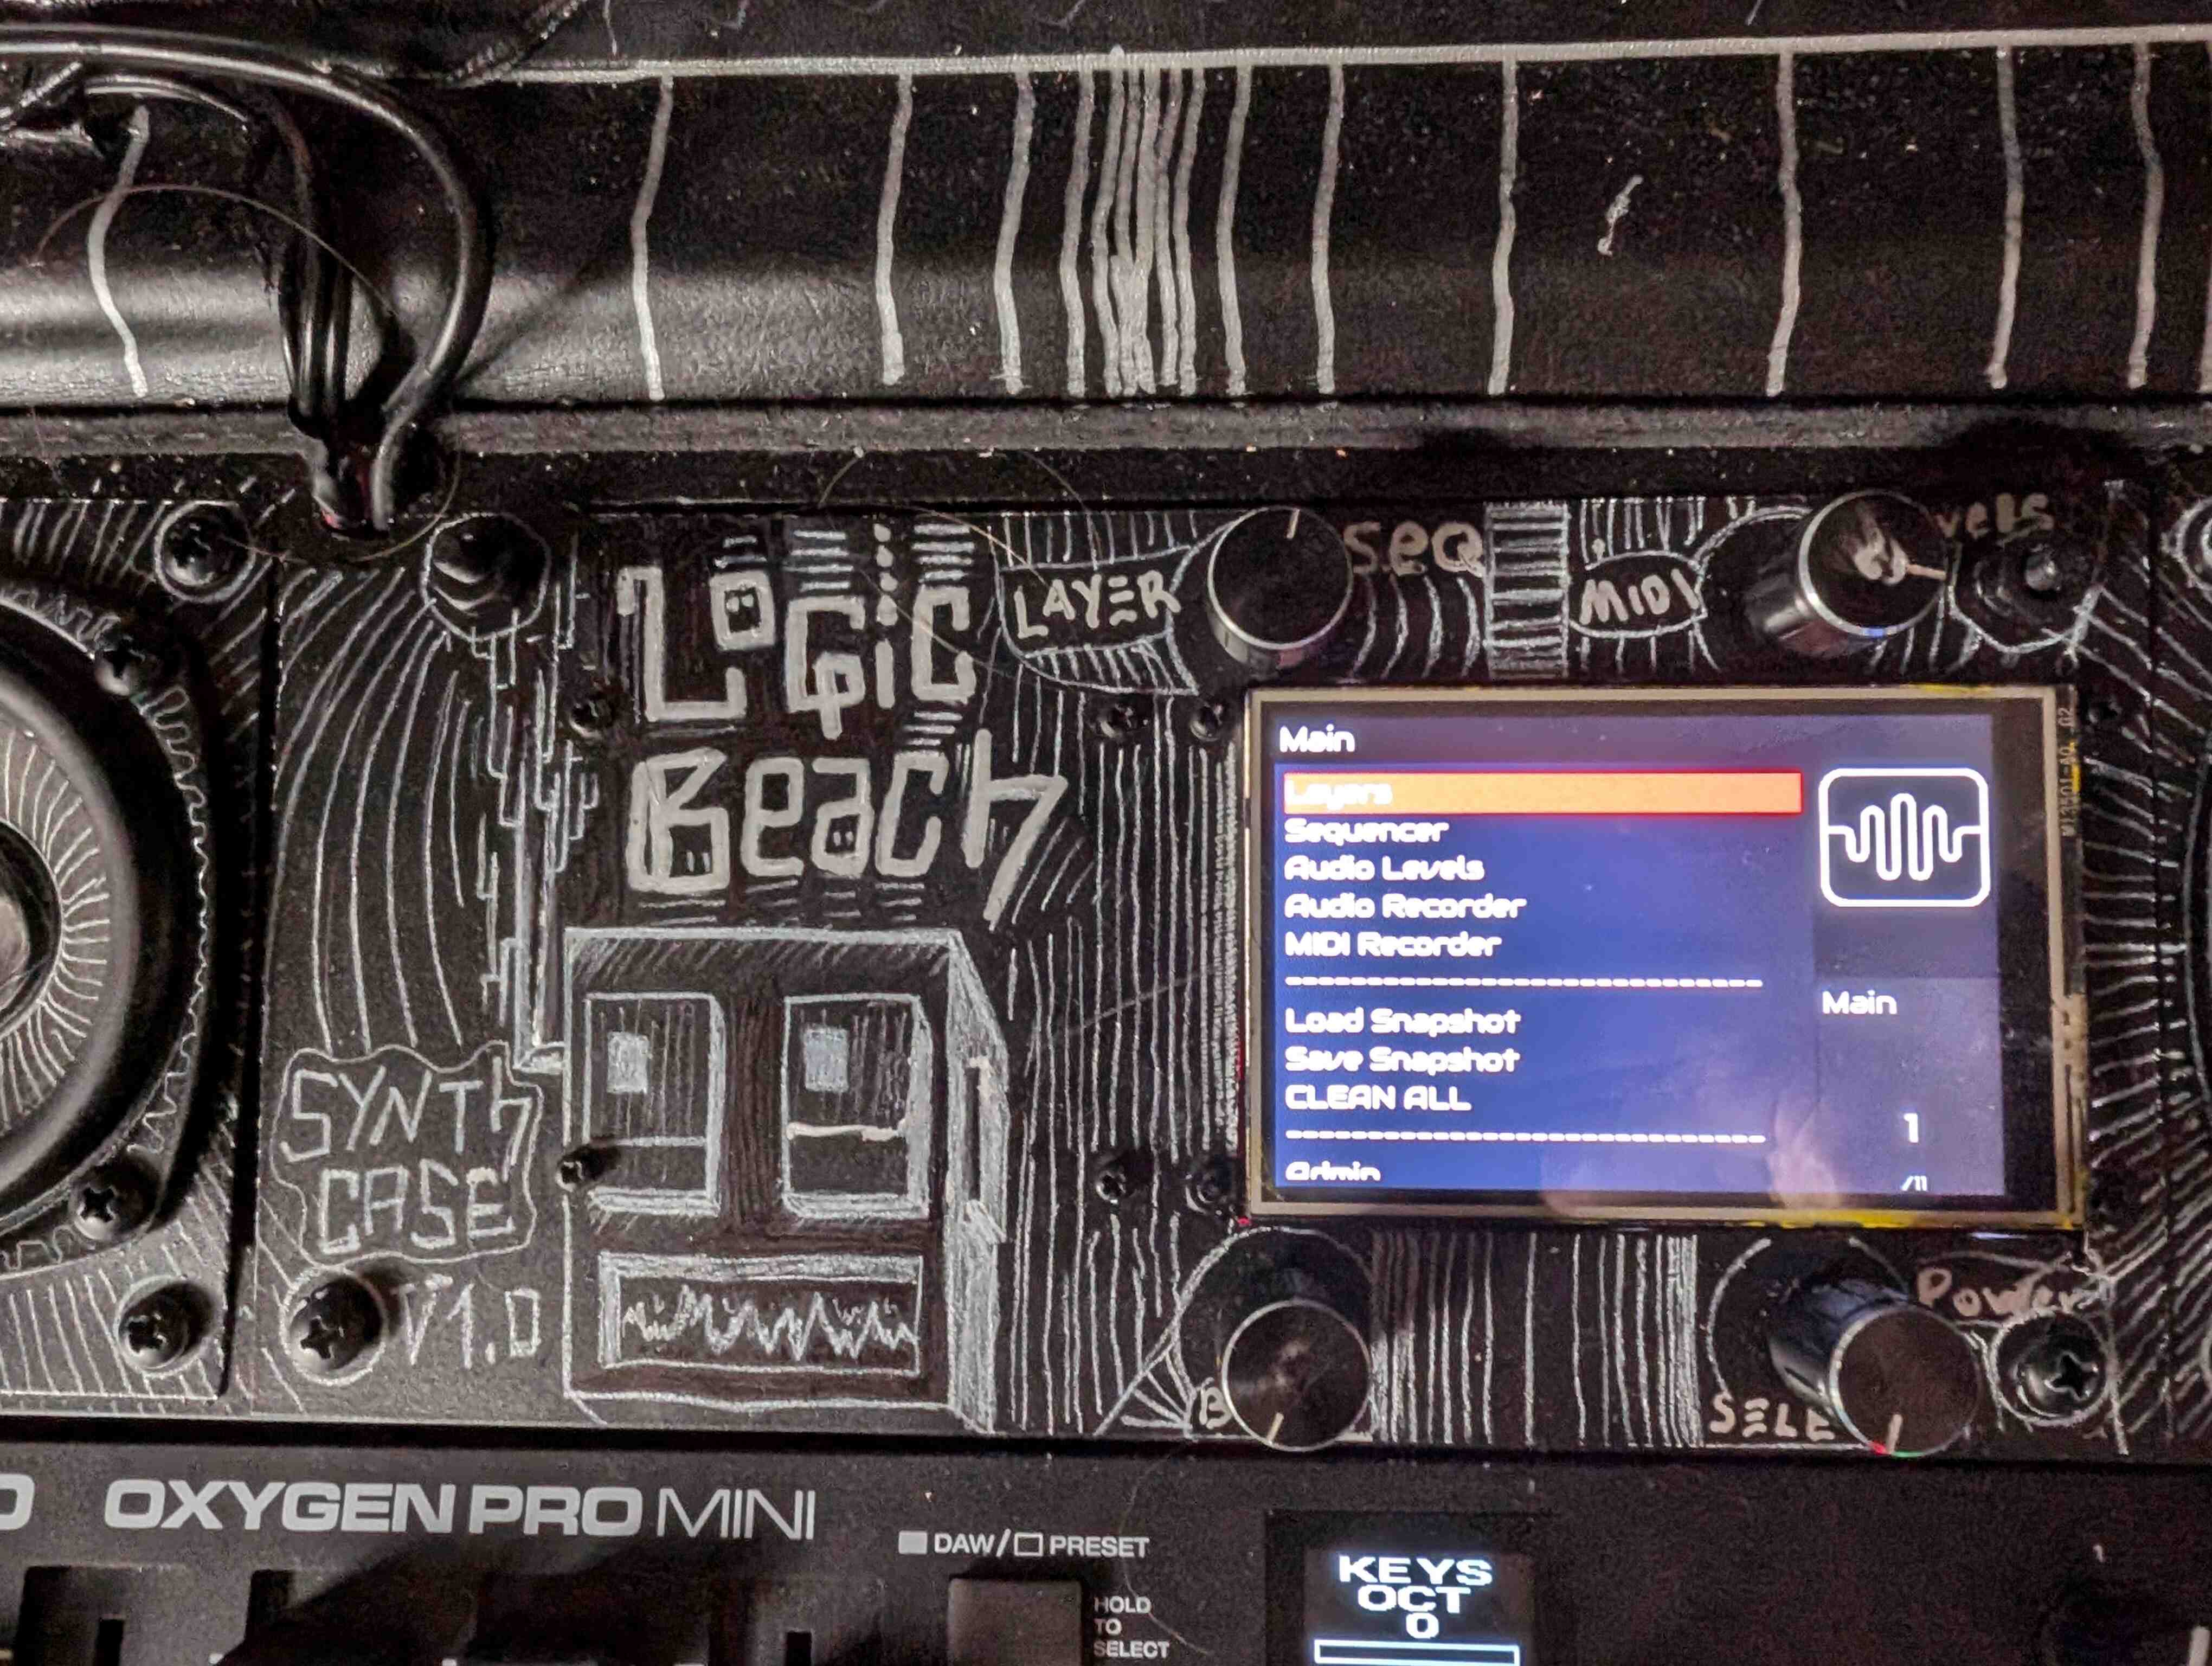 LoGiC
Beach
LAYER
SEQ
MIDI
Main
Layers
Sequencer
Audio Levels
Audio Recorder
MIDI Recorder
Load Snapshot
Save Snapshot
CLEAN ALL
Admin
Main
1
/11
SYNTh
CASE
V1.0
Power
OXYGEN PRO MINI
DAW/ PRESET
HOLD
TO
SELECT
KEYS
OCT
0